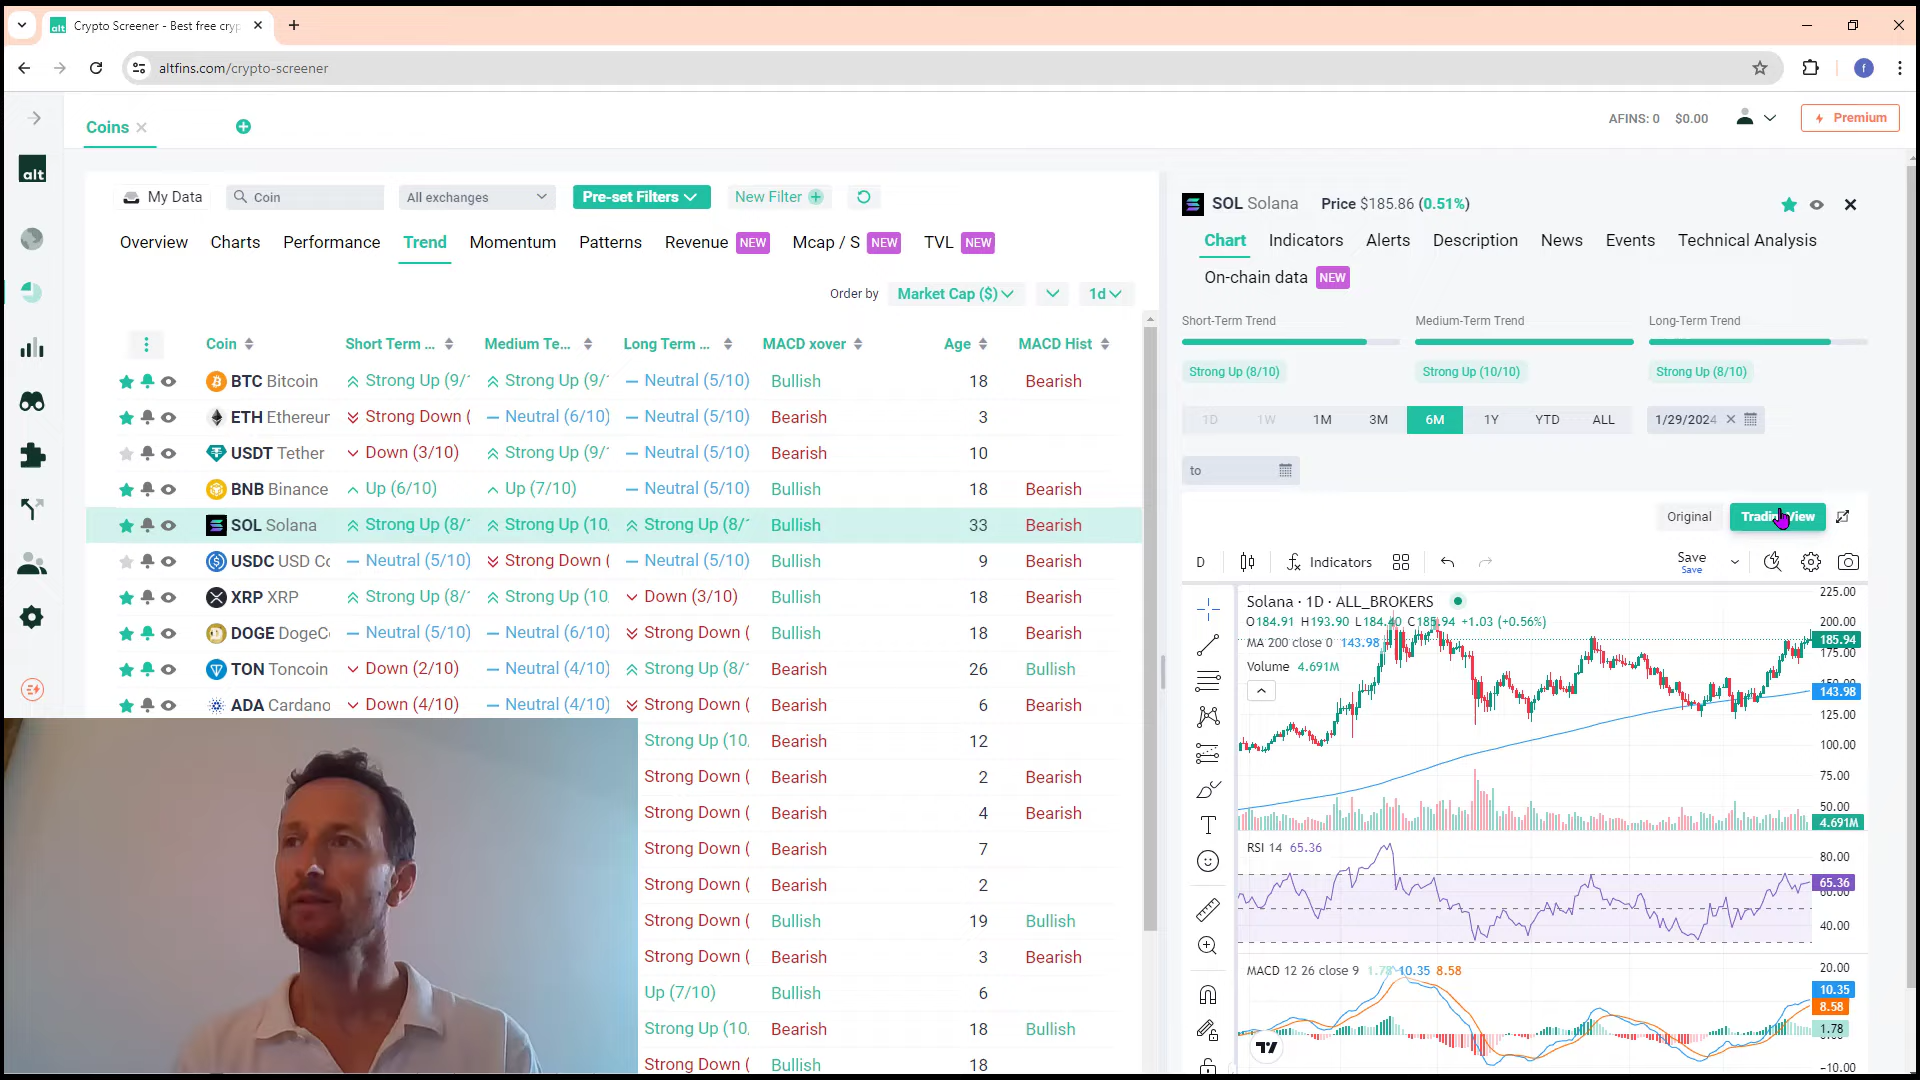 Crypto Screener - Best free cryp
altfins.com/crypto-screener
f
Coins
AFINS: 0 $0.00
Premium
alt
My Data
Coin
All exchanges
Pre-set Filters
New Filter
Overview Charts Performance Trend Momentum Patterns Revenue NEW Mcap / S NEW TVL NEW
Order by Market Cap ($) 1d
Coin Short Term ... Medium Te... Long Term ... MACD xover Age MACD Hist
BTC Bitcoin Strong Up (9/ Strong Up (9/ Neutral (5/10) Bullish 18 Bearish
ETH Ethereur Strong Down ( Neutral (6/10) Neutral (5/10) Bearish 3
USDT Tether Down (3/10) Strong Up (9/ Neutral (5/10) Bearish 10
BNB Binance Up (6/10) Up (7/10) Neutral (5/10) Bullish 18 Bearish
SOL Solana Strong Up (8/ Strong Up (10, Strong Up (8/ Bullish 33 Bearish
USDC USD Co Neutral (5/10) Strong Down ( Neutral (5/10) Bullish 9 Bearish
XRP XRP Strong Up (8/ Strong Up (10, Down (3/10) Bullish 18 Bearish
DOGE DogeC Neutral (5/10) Neutral (6/10) Strong Down ( Bullish 18 Bearish
TON Toncoin Down (2/10) Neutral (4/10) Strong Up (8/ Bearish 26 Bullish
ADA Cardano Down (4/10) Neutral (4/10) Strong Down ( Bearish 6 Bearish
Strong Up (10, Bearish 12
Strong Down ( Bearish 2 Bearish
Strong Down ( Bearish 4 Bearish
Strong Down ( Bearish 7
Strong Down ( Bearish 2
Strong Down ( Bullish 19 Bullish
Strong Down ( Bearish 3 Bearish
Up (7/10) Bullish 6
Strong Up (10, Bearish 18 Bullish
Strong Down ( Bearish 18
SOL Solana Price $185.86 (0.51%)
Chart Indicators Alerts Description News Events Technical Analysis
On-chain data NEW
Short-Term Trend Medium-Term Trend Long-Term Trend
Strong Up (8/10) Strong Up (10/10) Strong Up (8/10)
1D 1W 1M 3M 6M 1Y YTD ALL 1/29/2024
to
Original TradingView
D Indicators Save
Save
Solana · 1D · ALL_BROKERS
O184.91 H193.90 L184.40 C185.94 +1.03 (+0.56%)
MA 200 close 0 143.98
Volume 4.691M
225.00
200.00
185.94
175.00
143.98
125.00
100.00
75.00
50.00
4.691M
RSI 14 65.36
80.00
65.36
40.00
MACD 12 26 close 9 1.78 10.35 8.58
20.00
10.35
8.58
1.78
-10.00